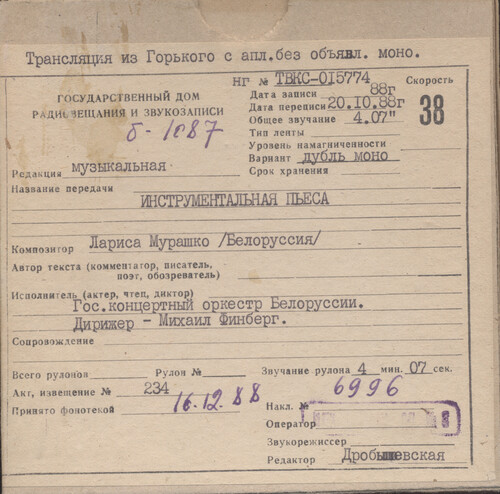 Трансляция из Горького с апл.без объявл. моно.
нг № ТВКС-015774
Скорость
38
ГОСУДАРСТВЕННЫЙ ДОМ
РАДИОВЕЩАНИЯ И ЗВУКОЗАПИСИ
б-1087
Дата записи 88г
Дата переписи 20.10.88г
Общее звучание 4.07"
Тип ленты
Уровень намагниченности
Вариант дубль моно
Срок хранения
Редакция музыкальная
Название передачи
ИНСТРУМЕНТАЛЬНАЯ ПЬЕСА
Композитор Лариса Мурашко /Белоруссия/
Автор текста (комментатор, писатель,
поэт, обозреватель)
Исполнитель (актер, чтец, диктор)
Гос.концертный оркестр Белоруссии.
Дирижер - Михаил Финберг.
Сопровождение
Всего рулонов Рулон № Звучание рулона 4 мин. 07 сек.
Акт, извещение № 234
Принято фонотекой 16.12.88
Накл. № 6996
Оператор
Звукорежиссер
Редактор Дробышевская